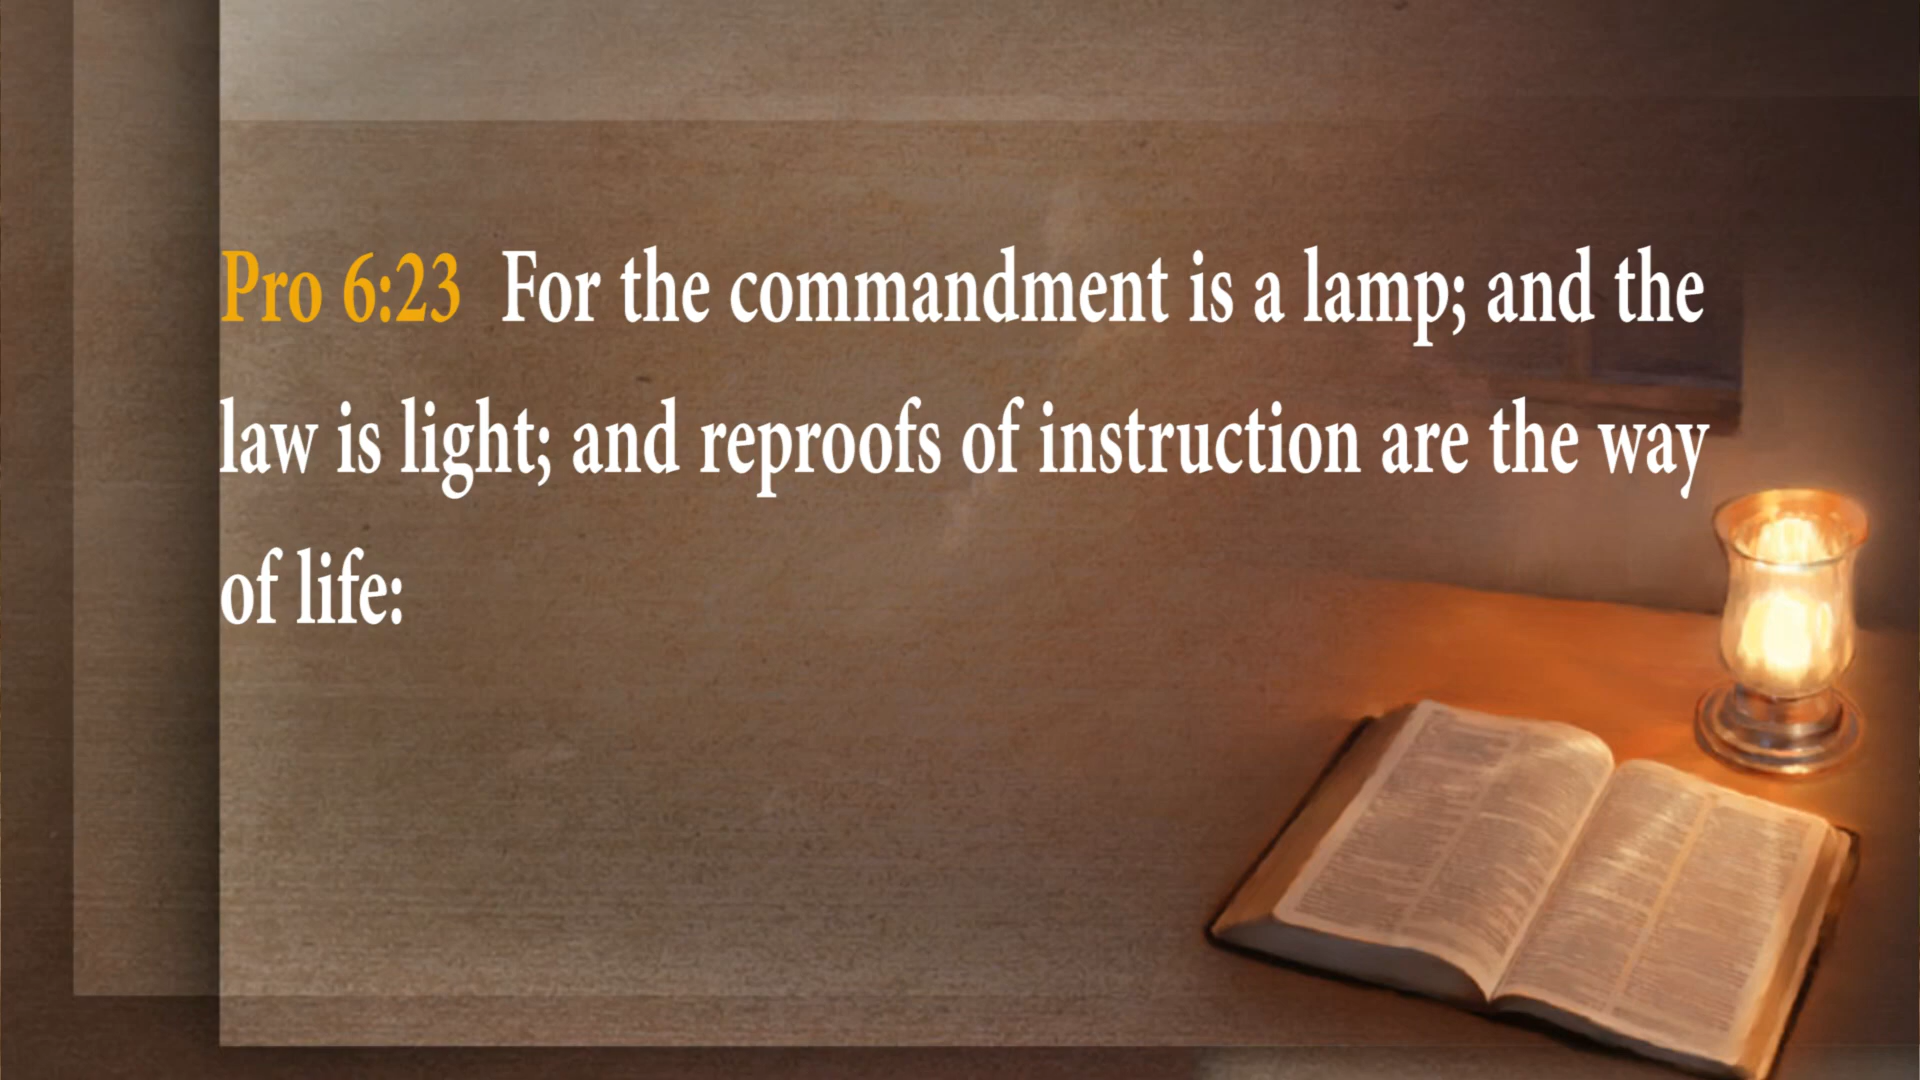 Pro 6:23  For the commandment is a lamp; and the
law is light; and reproofs of instruction are the way
of life: